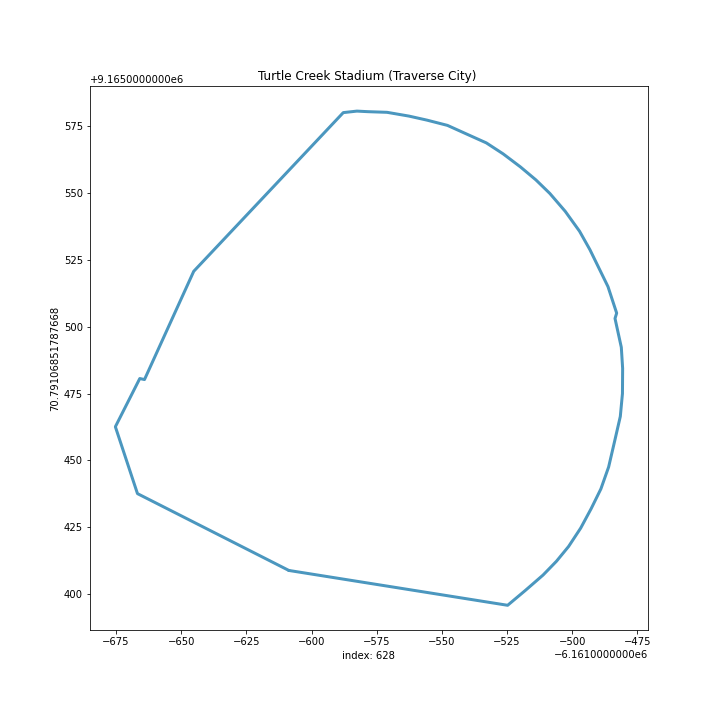 Turtle Creek Stadium (Traverse City)
+9.1650000000e6
575
550
525
500
475
450
425
400
70.79106851787668
−675 −650 −625 −600 −575 −550 −525 −500 −475
index: 628
−6.1610000000e6